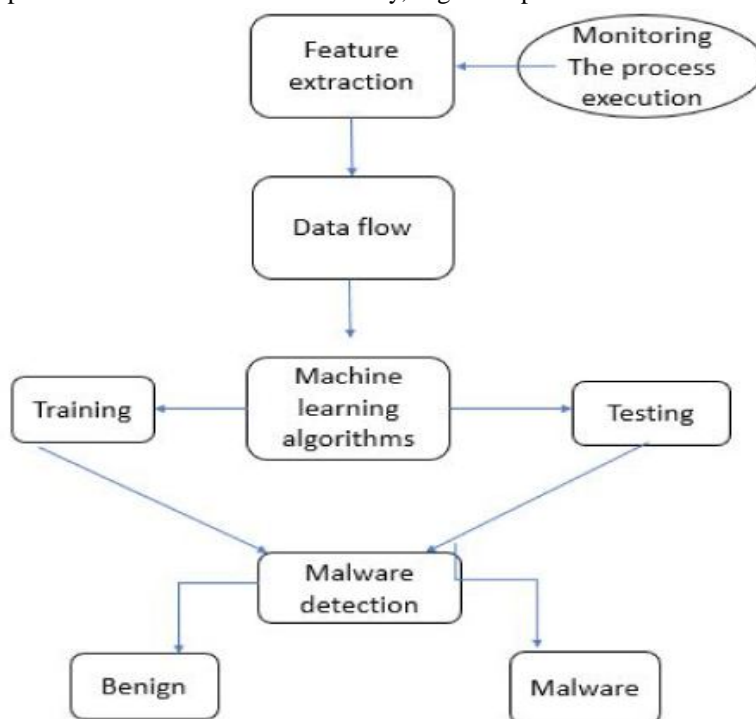 Feature
extraction
Monitoring
The process
execution
Data flow
Machine
learning
algorithms
Training
Testing
Malware
detection
Benign
Malware